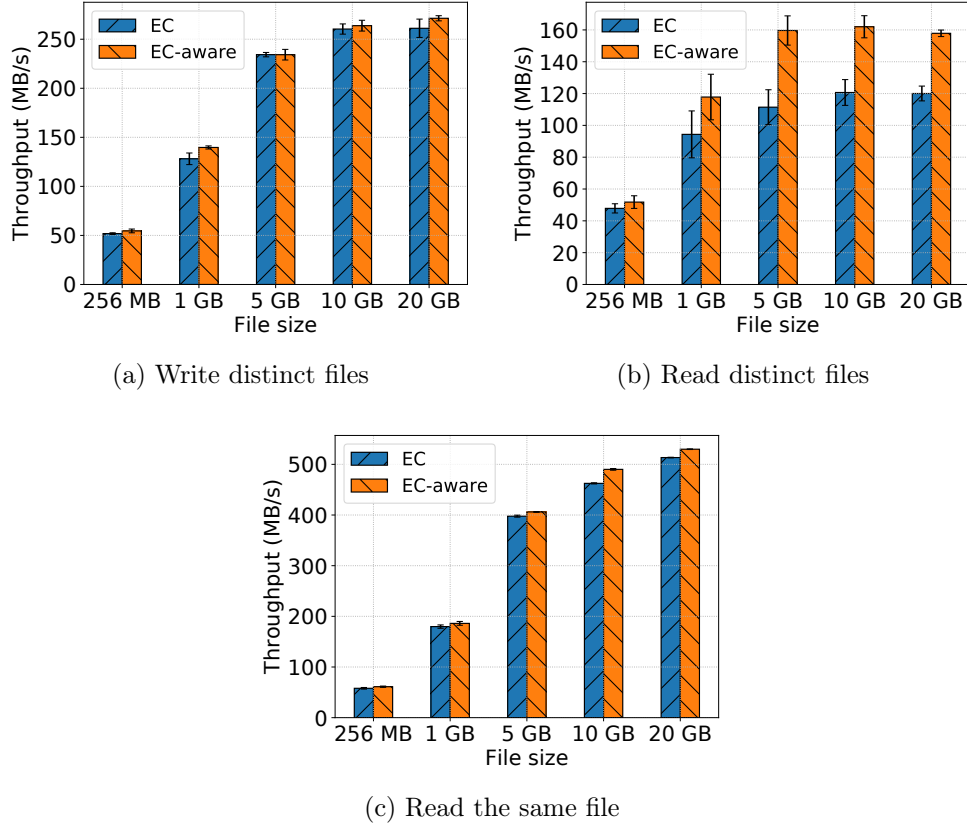 EC
EC-aware
Throughput (MB/s)
250
200
150
100
50
0
256 MB 1 GB 5 GB 10 GB 20 GB
File size
(a) Write distinct files
EC
EC-aware
Throughput (MB/s)
160
140
120
100
80
60
40
20
0
256 MB 1 GB 5 GB 10 GB 20 GB
File size
(b) Read distinct files
EC
EC-aware
Throughput (MB/s)
500
400
300
200
100
0
256 MB 1 GB 5 GB 10 GB 20 GB
File size
(c) Read the same file